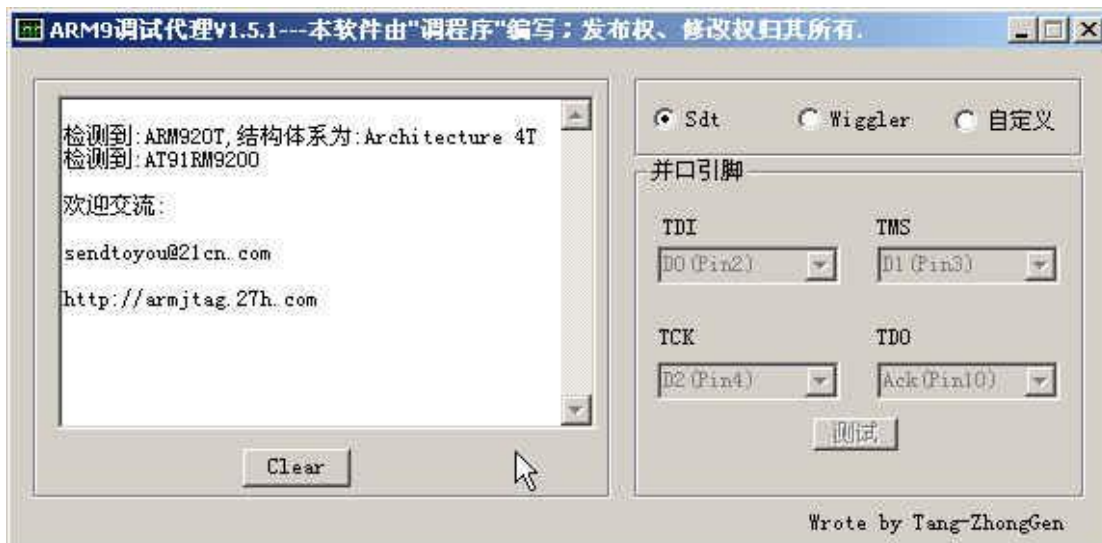 ARM9调试代理V1.5.1---本软件由"调程序"编写；发布权、修改权归其所有.
检测到:ARM920T,结构体系为:Architecture 4T
检测到:AT91RM9200
欢迎交流:
sendtoyou@21cn.com
http://armjtag.27h.com
Clear
Sdt
Wiggler
自定义
并口引脚
TDI
TMS
D0(Pin2)
D1(Pin3)
TCK
TDO
D2(Pin4)
Ack(Pin10)
测试
Wrote by Tang-ZhongGen